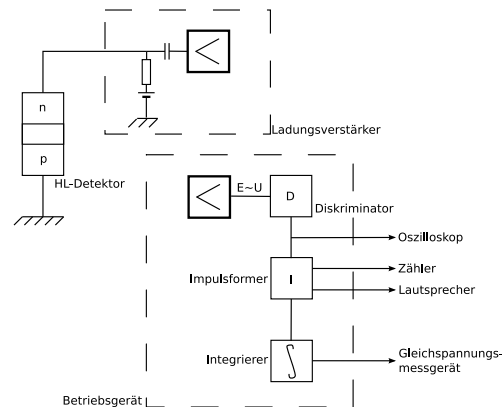 n
p
HL-Detektor
Ladungsverstärker
E~U
D
Diskriminator
Oszilloskop
Impulsformer
I
Zähler
Lautsprecher
Integrierer
Gleichspannungs-
messgerät
Betriebsgerät